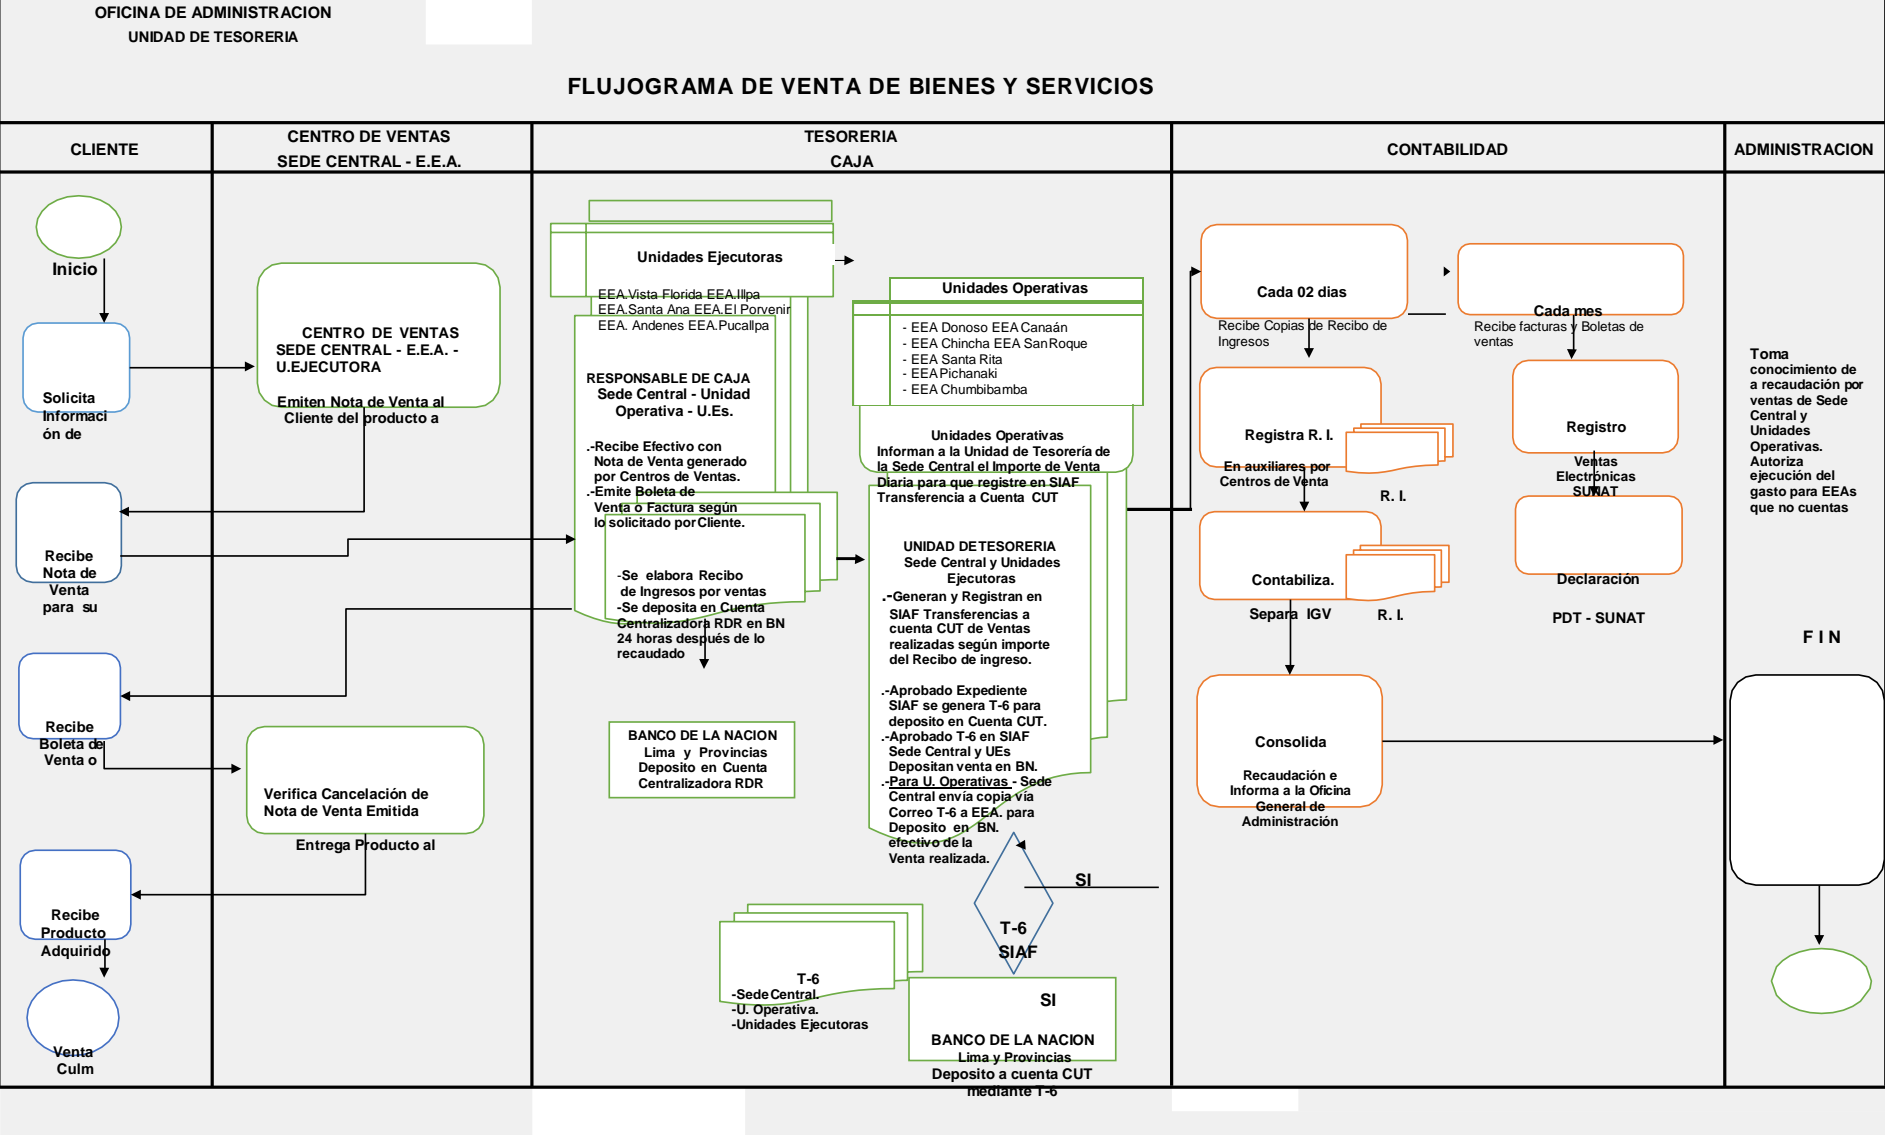 OFICINA DE ADMINISTRACION
UNIDAD DE TESORERIA
FLUJOGRAMA DE VENTA DE BIENES Y SERVICIOS
CLIENTE
CENTRO DE VENTAS
SEDE CENTRAL - E.E.A.
TESORERIA
CAJA
CONTABILIDAD
ADMINISTRACION
Inicio
Solicita
Informaci
ón de
Recibe
Nota de
Venta
para su
Recibe
Boleta de
Venta o
Recibe
Producto
Adquirido
Venta
Culm
CENTRO DE VENTAS
SEDE CENTRAL - E.E.A. -
U.EJECUTORA
Emiten Nota de Venta al
Cliente del producto a
Verifica Cancelación de
Nota de Venta Emitida
Entrega Producto al
Unidades Ejecutoras
EEA.Vista Florida EEA.Illpa
EEA.Santa Ana EEA.El Porvenir
EEA. Andenes EEA.Pucallpa
RESPONSABLE DE CAJA
Sede Central - Unidad
Operativa - U.Es.
.-Recibe Efectivo con
Nota de Venta generado
por Centros de Ventas.
.-Emite Boleta de
Venta o Factura según
lo solicitado por Cliente.
-Se elabora Recibo
de Ingresos por ventas
-Se deposita en Cuenta
Centralizadora RDR en BN
24 horas después de lo
recaudado
BANCO DE LA NACION
Lima y Provincias
Deposito en Cuenta
Centralizadora RDR
Unidades Operativas
- EEA Donoso EEA Canaán
- EEA Chincha EEA San Roque
- EEA Santa Rita
- EEA Pichanaki
- EEA Chumbibamba
Unidades Operativas
Informan a la Unidad de Tesorería de
la Sede Central el Importe de Venta
Diaria para que registre en SIAF
Transferencia a Cuenta CUT
UNIDAD DE TESORERIA
Sede Central y Unidades
Ejecutoras
.-Generan y Registran en
SIAF Transferencias a
cuenta CUT de Ventas
realizadas según importe
del Recibo de ingreso.
.-Aprobado Expediente
SIAF se genera T-6 para
deposito en Cuenta CUT.
.-Aprobado T-6 en SIAF
Sede Central y UEs
Depositan venta en BN.
.-Para U. Operativas - Sede
Central envía copia vía
Correo T-6 a EEA. para
Deposito en BN.
efectivo de la
Venta realizada.
SI
T-6
SIAF
T-6
-Sede Central.
-U. Operativa.
-Unidades Ejecutoras
SI
BANCO DE LA NACION
Lima y Provincias
Deposito a cuenta CUT
mediante T-6
Cada 02 dias
Recibe Copias de Recibo de
Ingresos
Registra R. I.
En auxiliares por
Centros de Venta
R. I.
Contabiliza.
Separa IGV
R. I.
Consolida
Recaudación e
Informa a la Oficina
General de
Administración
Cada mes
Recibe facturas y Boletas de
ventas
Registro
Ventas
Electrónicas
SUNAT
Declaración
PDT - SUNAT
Toma
conocimiento de
a recaudación por
ventas de Sede
Central y
Unidades
Operativas.
Autoriza
ejecución del
gasto para EEAs
que no cuentas
F I N